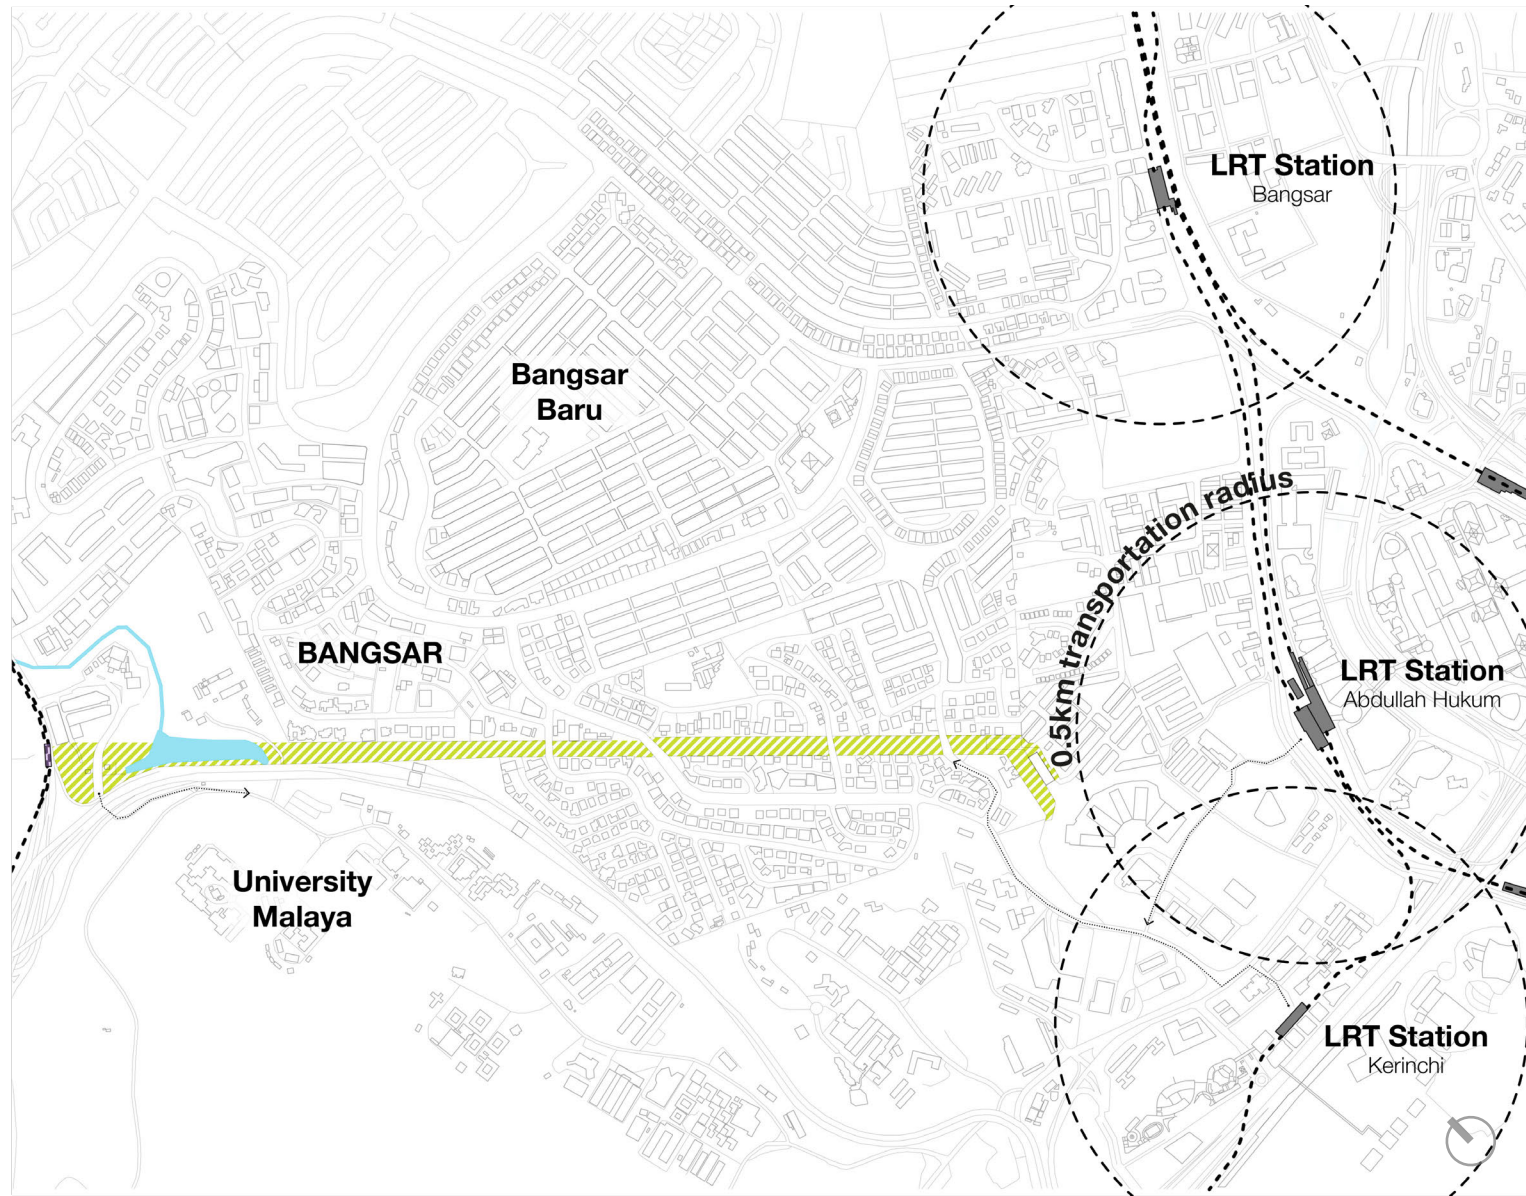 LRT Station
Bangsar
Bangsar
Baru
0.5km transportation radius
BANGSAR
LRT Station
Abdullah Hukum
University
Malaya
LRT Station
Kerinchi